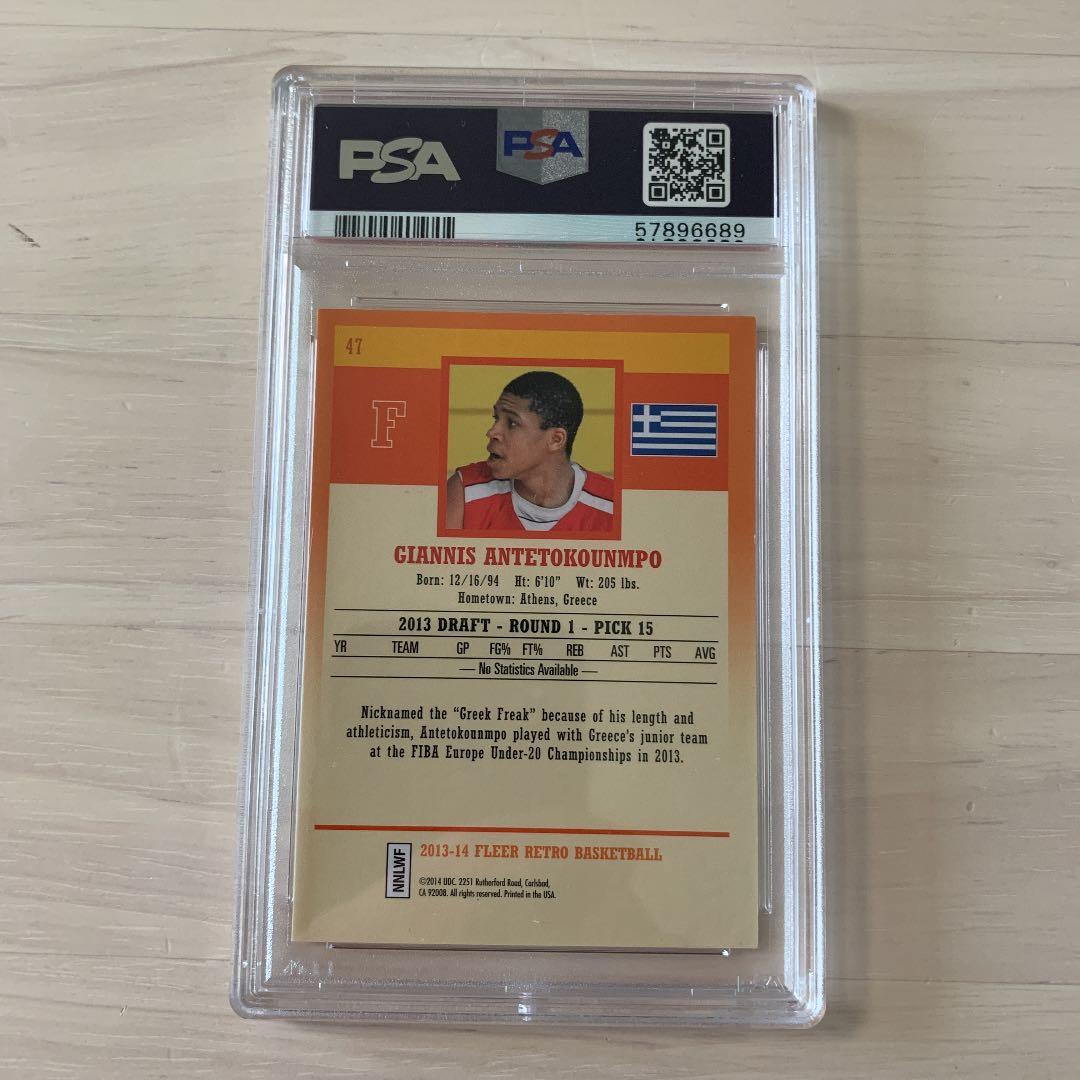 PSA
PSA
57896689
47
F
GIANNIS ANTETOKOUNMPO
Born: 12/16/94 Ht: 6'10" Wt: 205 lbs.
Hometown: Athens, Greece
2013 DRAFT - ROUND 1 - PICK 15
YR TEAM GP FG% FT% REB AST PTS AVG
— No Statistics Available —
Nicknamed the “Greek Freak” because of his length and
athleticism, Antetokounmpo played with Greece's junior team
at the FIBA Europe Under-20 Championships in 2013.
NNLWF
2013-14 FLEER RETRO BASKETBALL
©2014 UDC. 2251 Rutherford Road, Carlsbad,
CA 92008. All rights reserved. Printed in the USA.